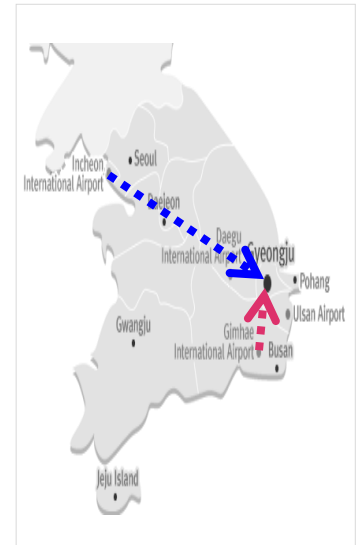 Seoul
Incheon
International Airport
Daejeon
Daegu
International Airport
Gyeongju
Pohang
Ulsan Airport
Gwangju
Gimhae
International Airport
Busan
Jeju Island